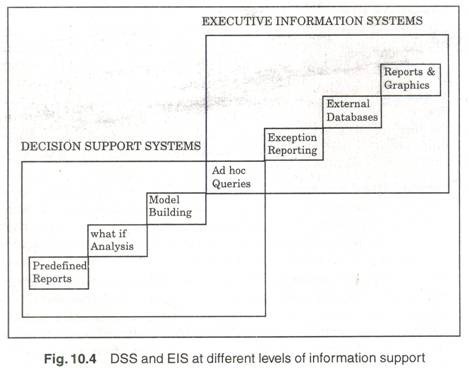 EXECUTIVE INFORMATION SYSTEMS
Reports &
Graphics
External
Databases
Exception
Reporting
DECISION SUPPORT SYSTEMS
Ad hoc
Queries
Model
Building
what if
Analysis
Predefined
Reports
Fig. 10.4 DSS and EIS at different levels of information support